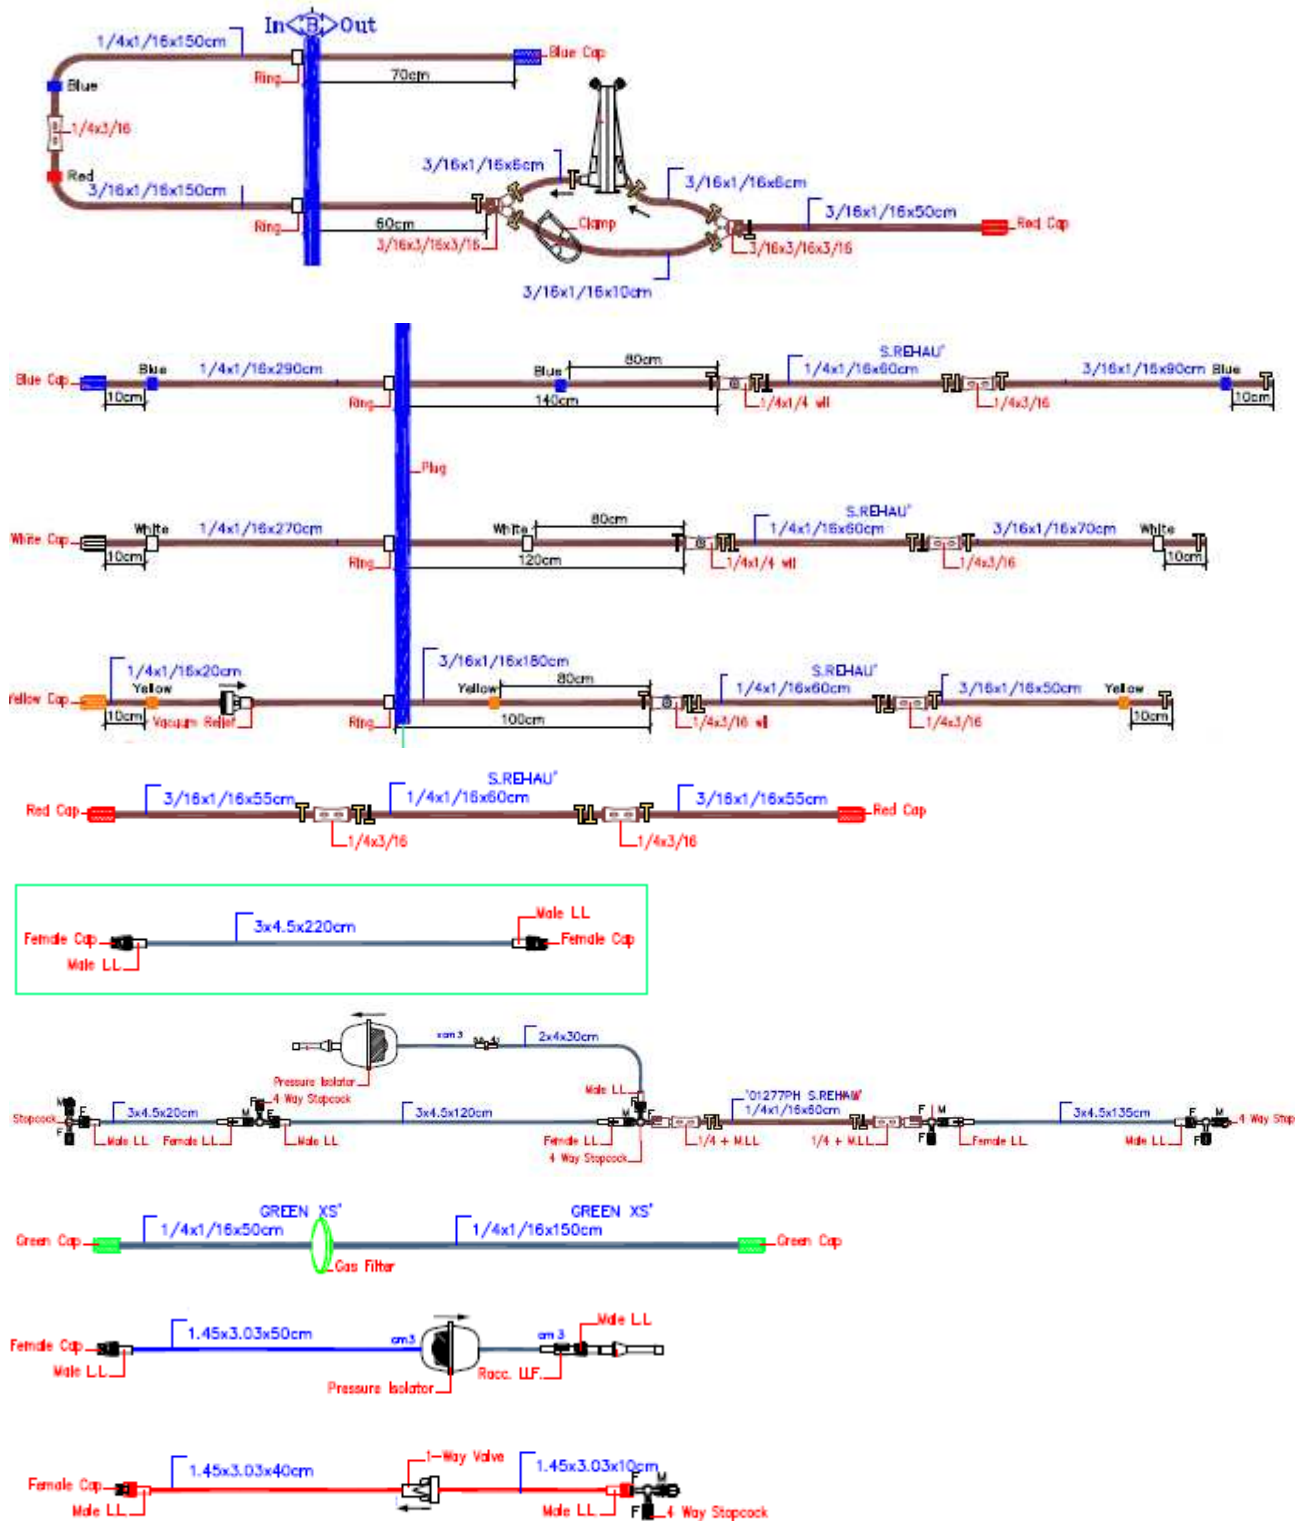 In B Out
1/4x1/16x150cm
Blue Cap
Ring
70cm
Blue
1/4x3/16
Red
3/16x1/16x150cm
3/16x1/16x6cm
3/16x1/16x6cm
3/16x1/16x50cm
Ring
60cm
Clamp
Red Cap
3/16x3/16x3/16
3/16x3/16x3/16
3/16x1/16x10cm
Blue Cap
Blue
1/4x1/16x290cm
Blue
80cm
S.REHAU"
1/4x1/16x60cm
3/16x1/16x90cm
Blue
10cm
Ring
140cm
1/4x1/4 wll
1/4x3/16
10cm
Plug
White Cap
White
1/4x1/16x270cm
White
80cm
S.REHAU"
1/4x1/16x60cm
3/16x1/16x70cm
White
10cm
Ring
120cm
1/4x1/4 wll
1/4x3/16
10cm
1/4x1/16x20cm
3/16x1/16x180cm
S.REHAU"
Yellow Cap
Yellow
Yellow
80cm
1/4x1/16x60cm
3/16x1/16x50cm
Yellow
10cm
Vacuum Relief
Ring
100cm
1/4x3/16 wll
1/4x3/16
10cm
S.REHAU"
Red Cap
3/16x1/16x55cm
1/4x1/16x60cm
3/16x1/16x55cm
Red Cap
1/4x3/16
1/4x3/16
Female Cap
3x4.5x220cm
Male LL
Female Cap
Male LL
cm3
2x4x30cm
Pressure Isolator
4 Way Stopcock
Male LL
"01277PH S.REHAU"
1/4x1/16x60cm
Stopcock
M
F
F
3x4.5x20cm
M
F
F
3x4.5x120cm
M
F
F
M
F
3x4.5x135cm
F
M
F
4 Way Stop
Male LL
Female LL
Male LL
Female LL
1/4 + M.LL
1/4 + M.LL
Female LL
Male LL
4 Way Stopcock
GREEN XS"
GREEN XS"
Green Cap
1/4x1/16x50cm
1/4x1/16x150cm
Green Cap
Gas Filter
Female Cap
1.45x3.03x50cm
cm3
cm 3
Male L.L
Male L.L.
Pressure Isolator
Racc. LLF.
1-Way Valve
Female Cap
1.45x3.03x40cm
1.45x3.03x10cm
F
M
Male L.L.
Male LL
F
4 Way Stopcock